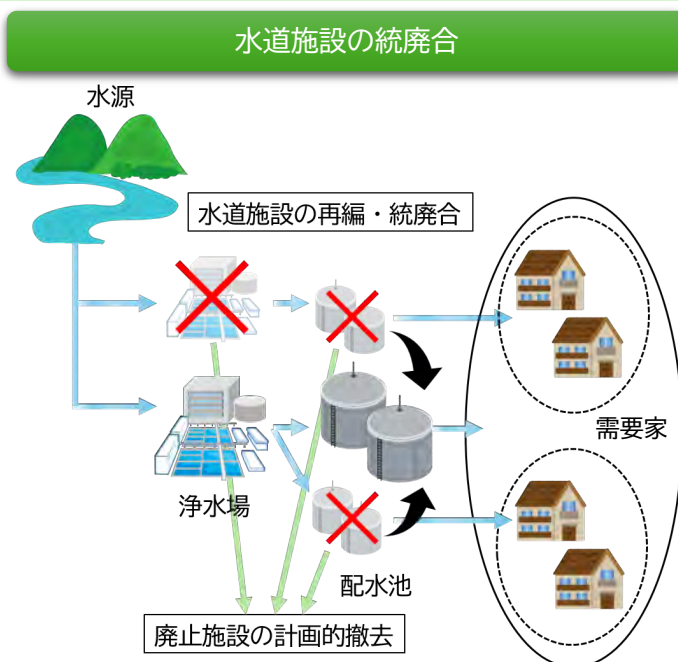 水道施設の統廃合
水源
水道施設の再編・統廃合
需要家
浄水場
配水池
廃止施設の計画的撤去